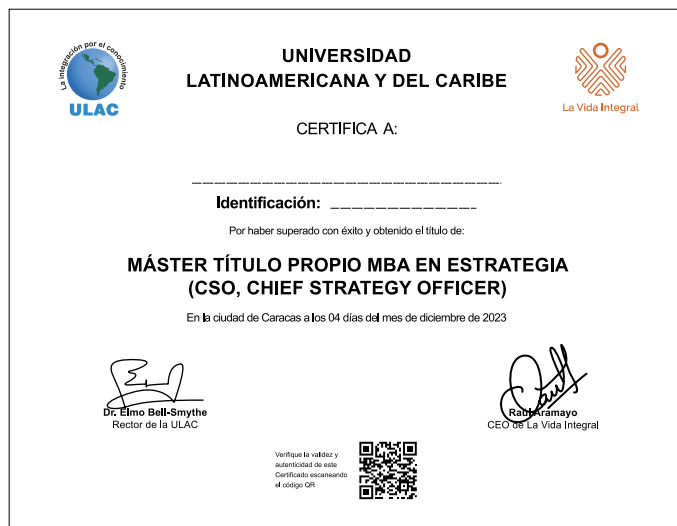 La integración por el conocimiento
ULAC
UNIVERSIDAD
LATINOAMERICANA Y DEL CARIBE
La Vida Integral
CERTIFICA A:
Identificación:
Por haber superado con éxito y obtenido el título de:
MÁSTER TÍTULO PROPIO MBA EN ESTRATEGIA
(CSO, CHIEF STRATEGY OFFICER)
En la ciudad de Caracas a los 04 días del mes de diciembre de 2023
Dr. Elmo Bell-Smythe
Rector de la ULAC
Raúl Aramayo
CEO de La Vida Integral
Verifique la validez y
autenticidad de este
Certificado escaneando
el código QR